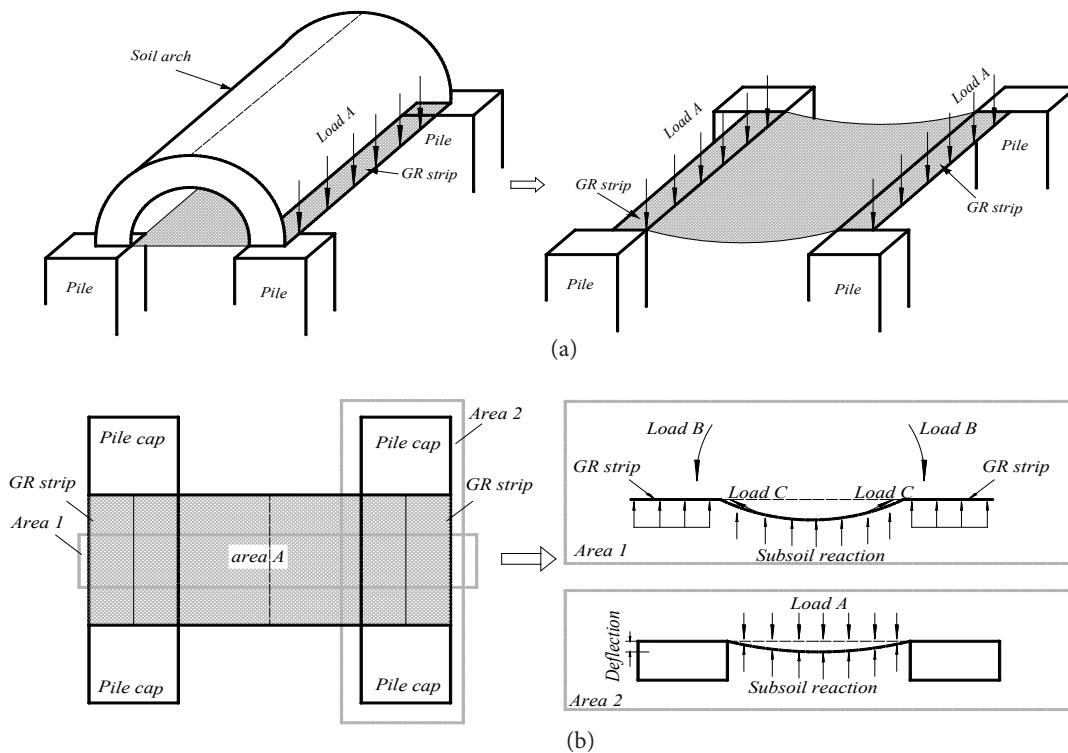 Soil arch
Load A
Pile
GR strip
Pile
Pile
Load A
Load A
Pile
GR strip
GR strip
Pile
Pile
(a)
Pile cap
Pile cap
Area 2
GR strip
GR strip
Area 1
area A
Pile cap
Pile cap
Load B
Load B
GR strip
GR strip
Load C
Load C
Subsoil reaction
Area 1
Load A
Deflection
Subsoil reaction
Area 2
(b)